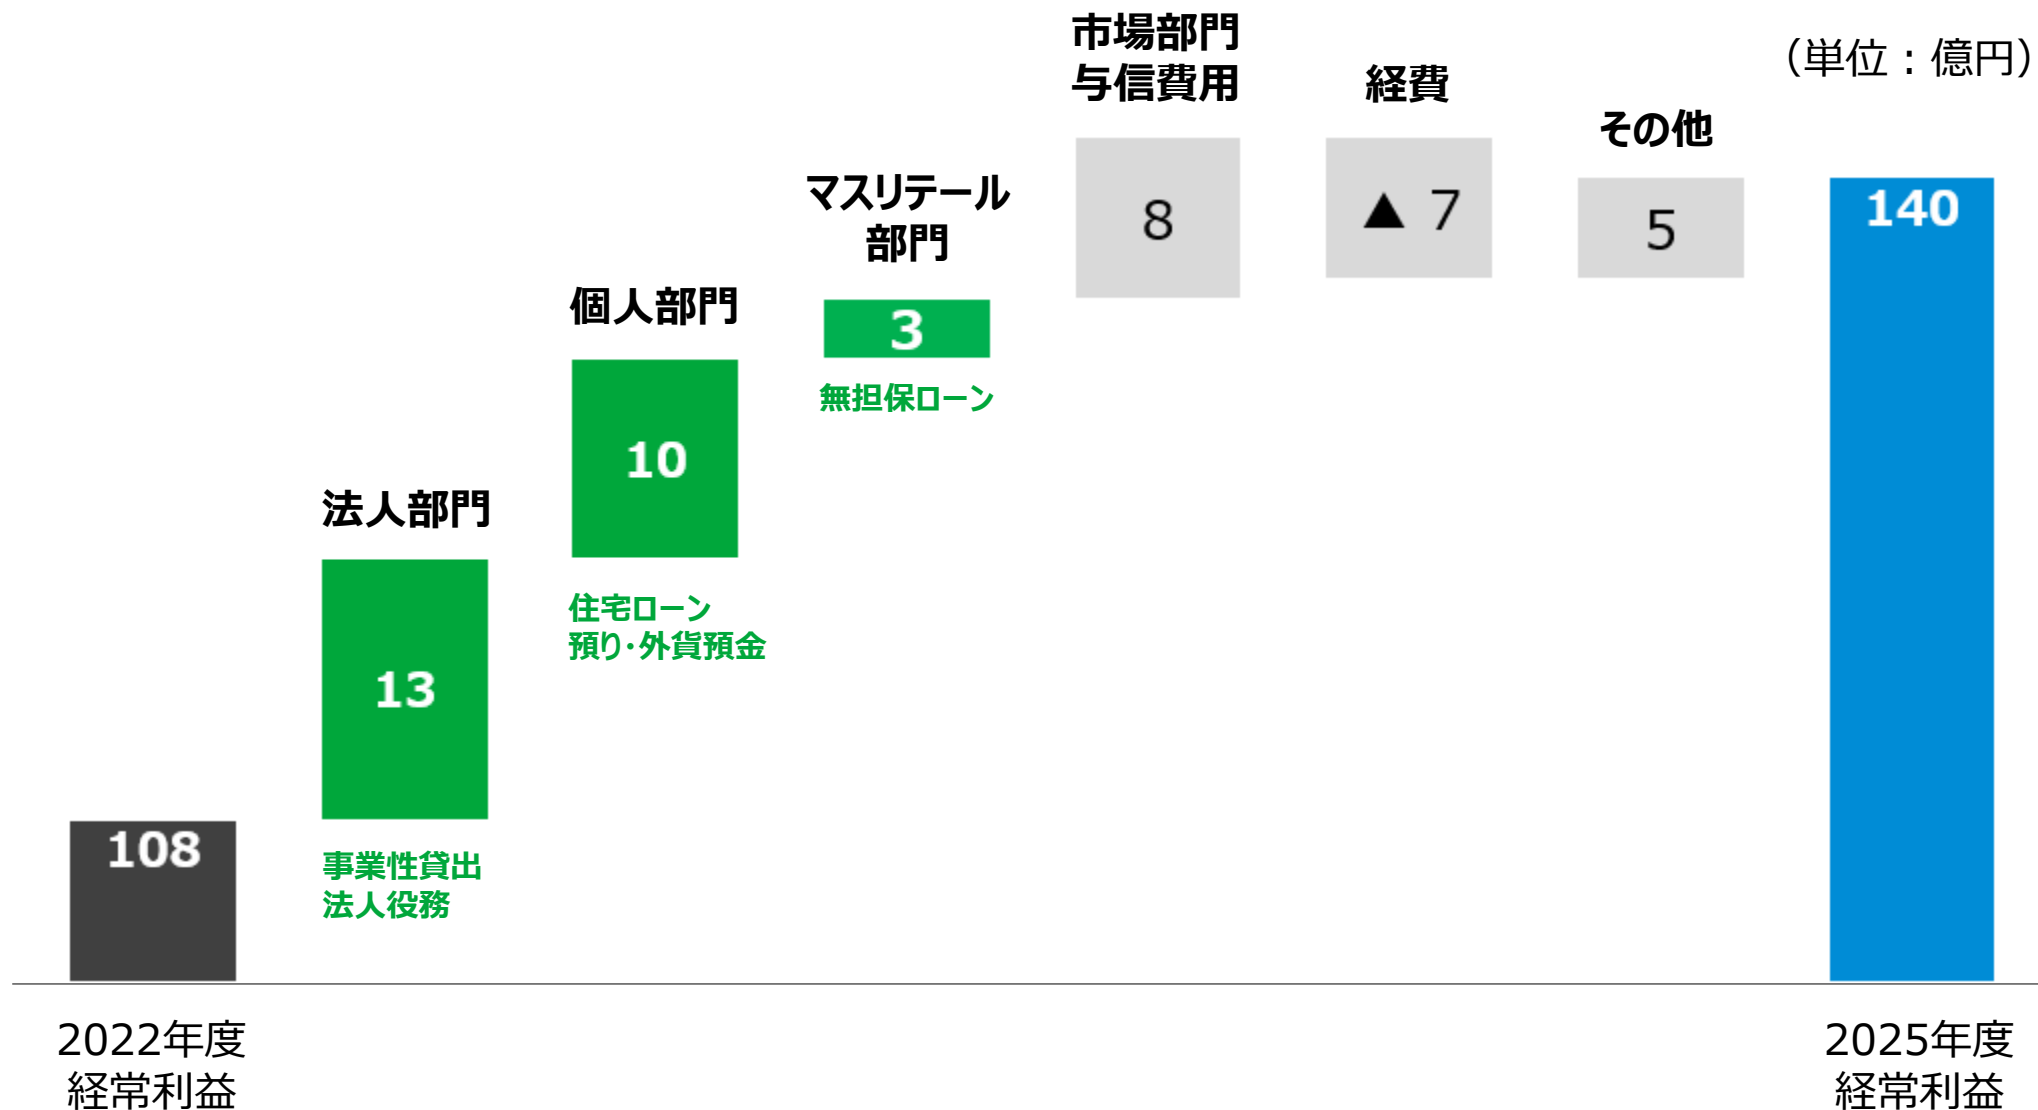 (単位：億円)
市場部門
与信費用
8
経費
▲ 7
その他
5
140
マスリテール
部門
3
無担保ローン
個人部門
10
住宅ローン
預り・外貨預金
法人部門
13
事業性貸出
法人役務
108
2022年度
経常利益
2025年度
経常利益